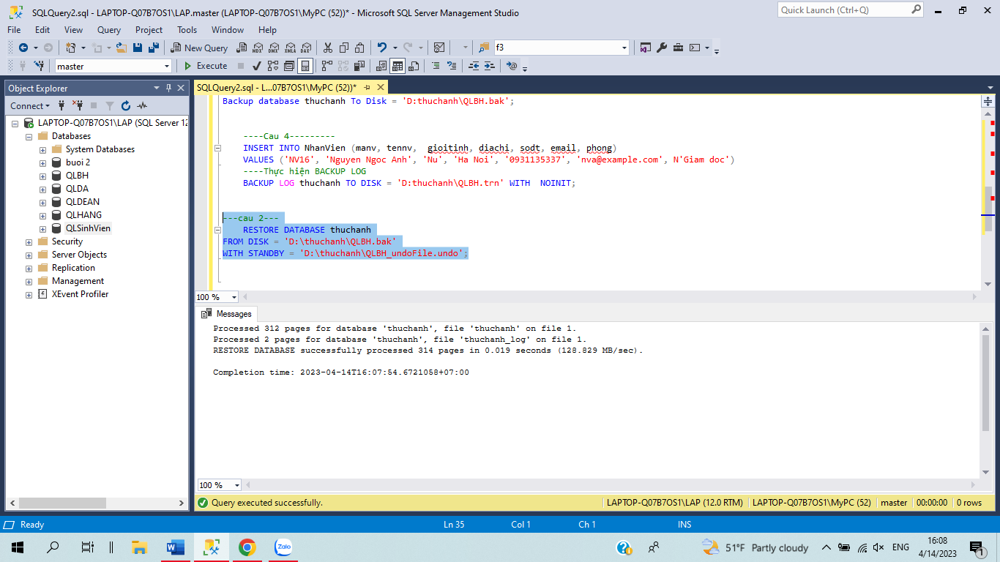 SQLQuery2.sql - LAPTOP-Q07B7OS1\LAP.master (LAPTOP-Q07B7OS1\MyPC (52))* - Microsoft SQL Server Management Studio
Quick Launch (Ctrl+Q)
File Edit View Query Project Tools Window Help
New Query MDX DMX XMLA DAX f3
master Execute
Object Explorer
Connect
LAPTOP-Q07B7OS1\LAP (SQL Server 12
Databases
System Databases
buoi 2
QLBH
QLDA
QLDEAN
QLHANG
QLSinhVien
Security
Server Objects
Replication
Management
XEvent Profiler
SQLQuery2.sql - L...07B7OS1\MyPC (52))*
Backup database thuchanh To Disk = 'D:thuchanh\QLBH.bak';
----Cau 4---------
INSERT INTO NhanVien (manv, tennv, gioitinh, diachi, sodt, email, phong)
VALUES ('NV16', 'Nguyen Ngoc Anh', 'Nu', 'Ha Noi', '0931135337', 'nva@example.com', N'Giam doc')
----Thực hiện BACKUP LOG
BACKUP LOG thuchanh TO DISK = 'D:thuchanh\QLBH.trn' WITH NOINIT;
---cau 2---
RESTORE DATABASE thuchanh
FROM DISK = 'D:\thuchanh\QLBH.bak'
WITH STANDBY = 'D:\thuchanh\QLBH_undoFile.undo';
100 %
Messages
Processed 312 pages for database 'thuchanh', file 'thuchanh' on file 1.
Processed 2 pages for database 'thuchanh', file 'thuchanh_log' on file 1.
RESTORE DATABASE successfully processed 314 pages in 0.019 seconds (128.829 MB/sec).
Completion time: 2023-04-14T16:07:54.6721058+07:00
100 %
Query executed successfully. LAPTOP-Q07B7OS1\LAP (12.0 RTM) LAPTOP-Q07B7OS1\MyPC (52) master 00:00:00 0 rows
Ready Ln 35 Col 1 Ch 1 INS
W Zalo 51°F Partly cloudy ENG 16:08
4/14/2023 1